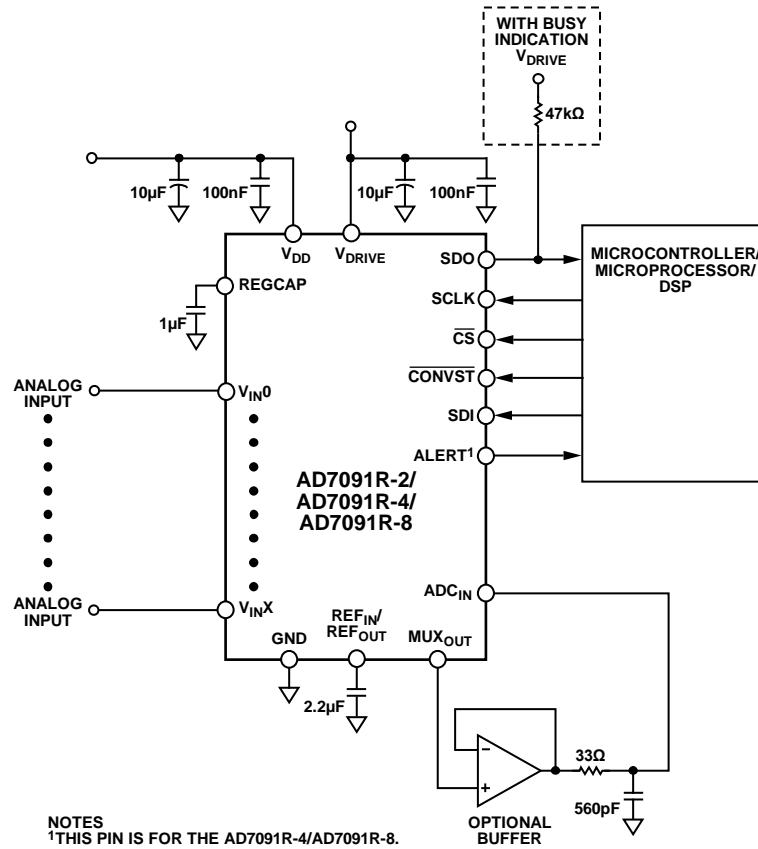 WITH BUSY
INDICATION
VDRIVE
47kΩ
10µF
100nF
10µF
100nF
VDD
VDRIVE
SDO
MICROCONTROLLER/
MICROPROCESSOR/
DSP
REGCAP
SCLK
1µF
CS
CONVST
ANALOG
INPUT
VIN0
SDI
ALERT1
AD7091R-2/
AD7091R-4/
AD7091R-8
ADCIN
ANALOG
INPUT
VINX
GND
REFIN/
REFOUT
MUXOUT
2.2µF
–
+
33Ω
560pF
OPTIONAL
BUFFER
NOTES
1THIS PIN IS FOR THE AD7091R-4/AD7091R-8.